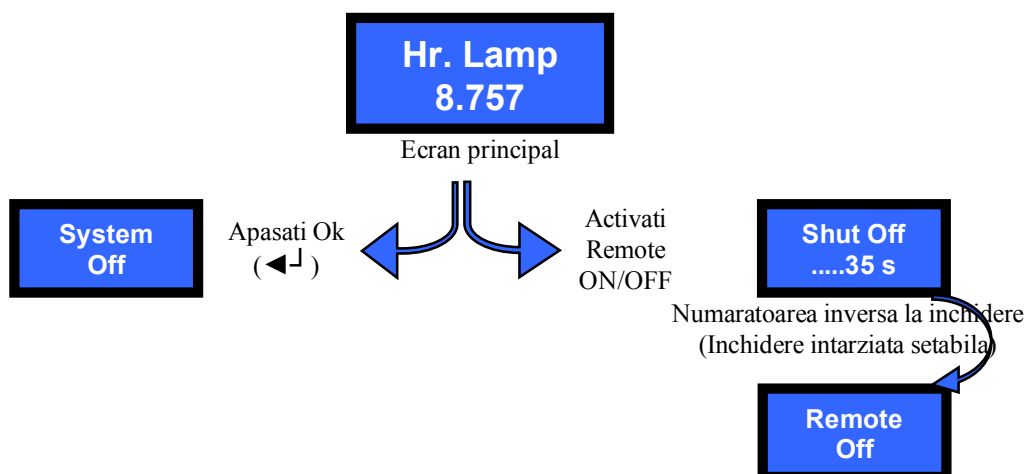 Hr. Lamp
8.757
Ecran principal
System
Off
Apasati Ok
(◄┘)
Activati
Remote
ON/OFF
Shut Off
.....35 s
Numaratoarea inversa la inchidere
(Inchidere intarziata setabila)
Remote
Off